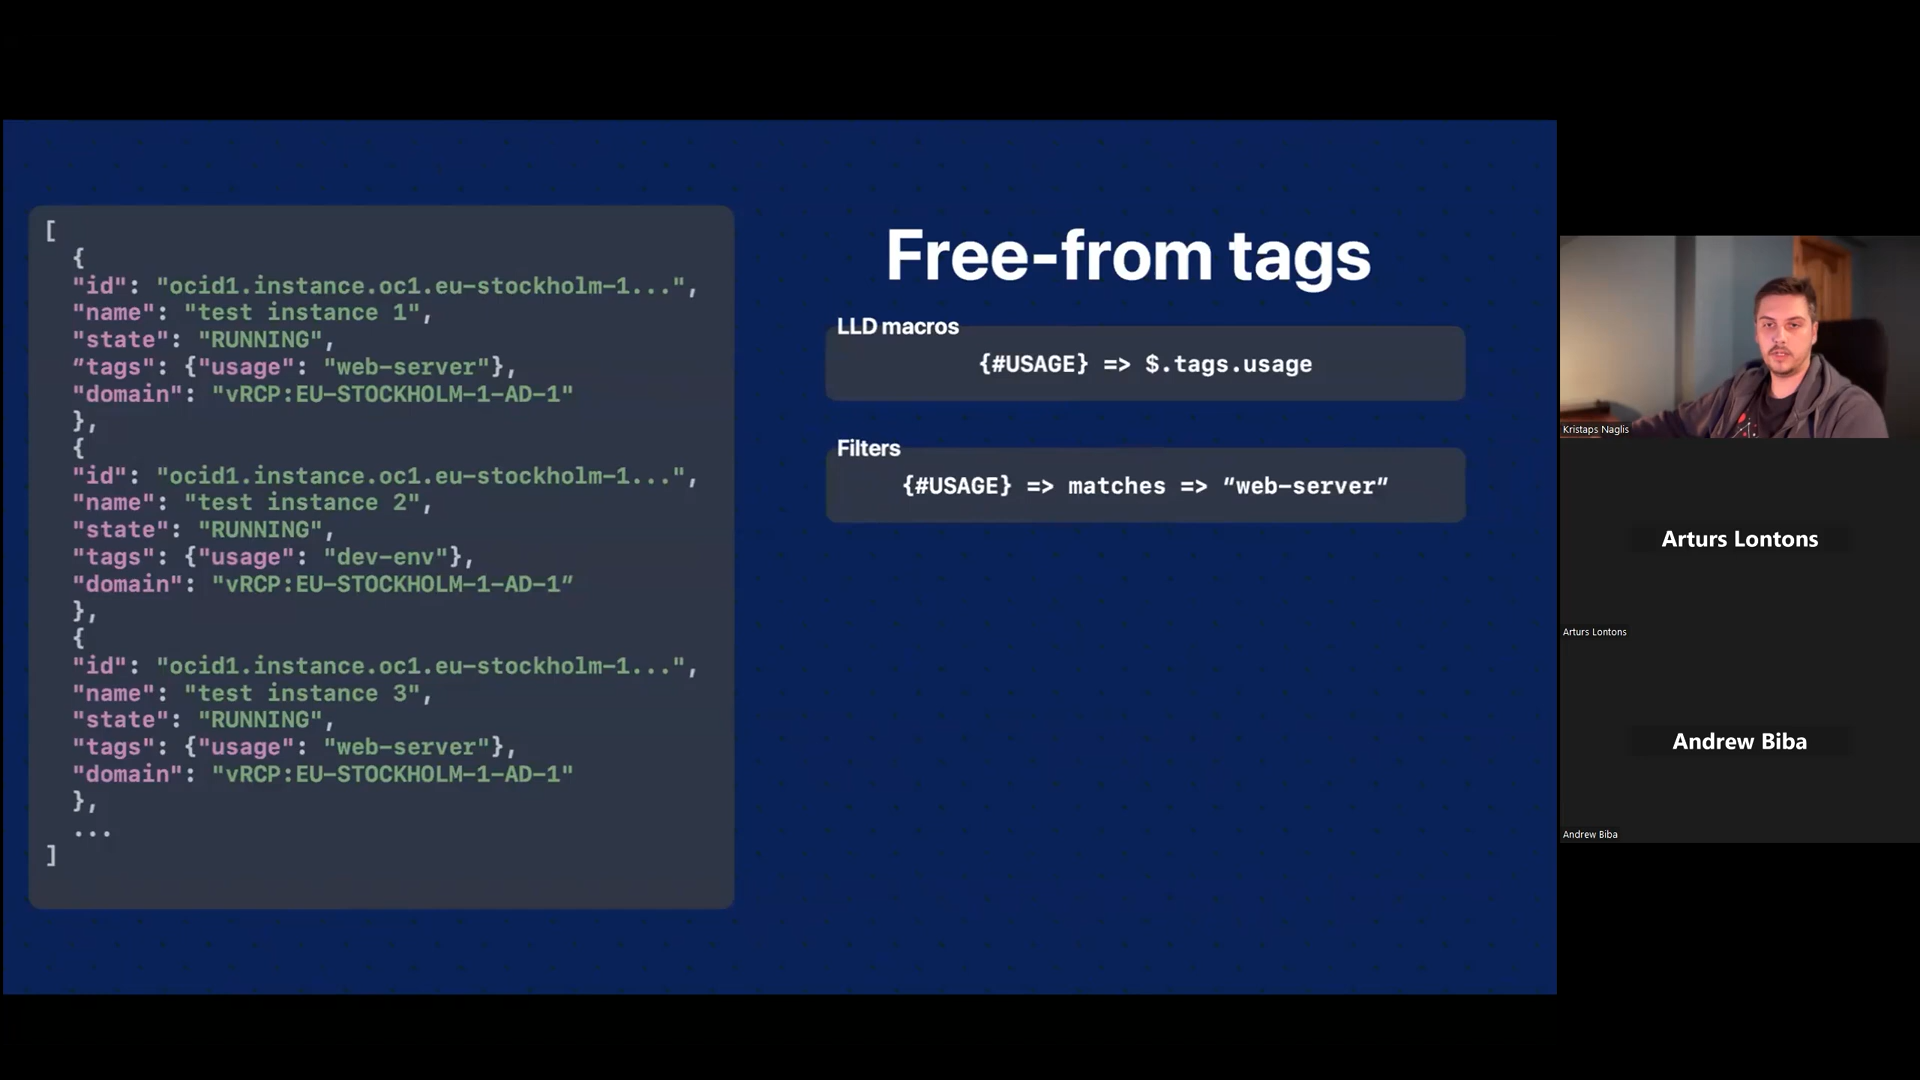 [
{
"id": "ocid1.instance.oc1.eu-stockholm-1...",
"name": "test instance 1",
"state": "RUNNING",
“tags": {"usage": "web-server"},
"domain": "vRCP:EU-STOCKHOLM-1-AD-1"
},
{
"id": "ocid1.instance.oc1.eu-stockholm-1...",
"name": "test instance 2",
"state": "RUNNING",
"tags": {"usage": "dev-env"},
"domain": "vRCP:EU-STOCKHOLM-1-AD-1”
},
{
"id": "ocid1.instance.oc1.eu-stockholm-1...",
"name": "test instance 3",
"state": "RUNNING",
"tags": {"usage": "web-server"},
"domain": "vRCP:EU-STOCKHOLM-1-AD-1"
},
...
]
Free-from tags
LLD macros
{#USAGE} => $.tags.usage
Filters
{#USAGE} => matches => “web-server”
Kristaps Naglis
Arturs Lontons
Arturs Lontons
Andrew Biba
Andrew Biba